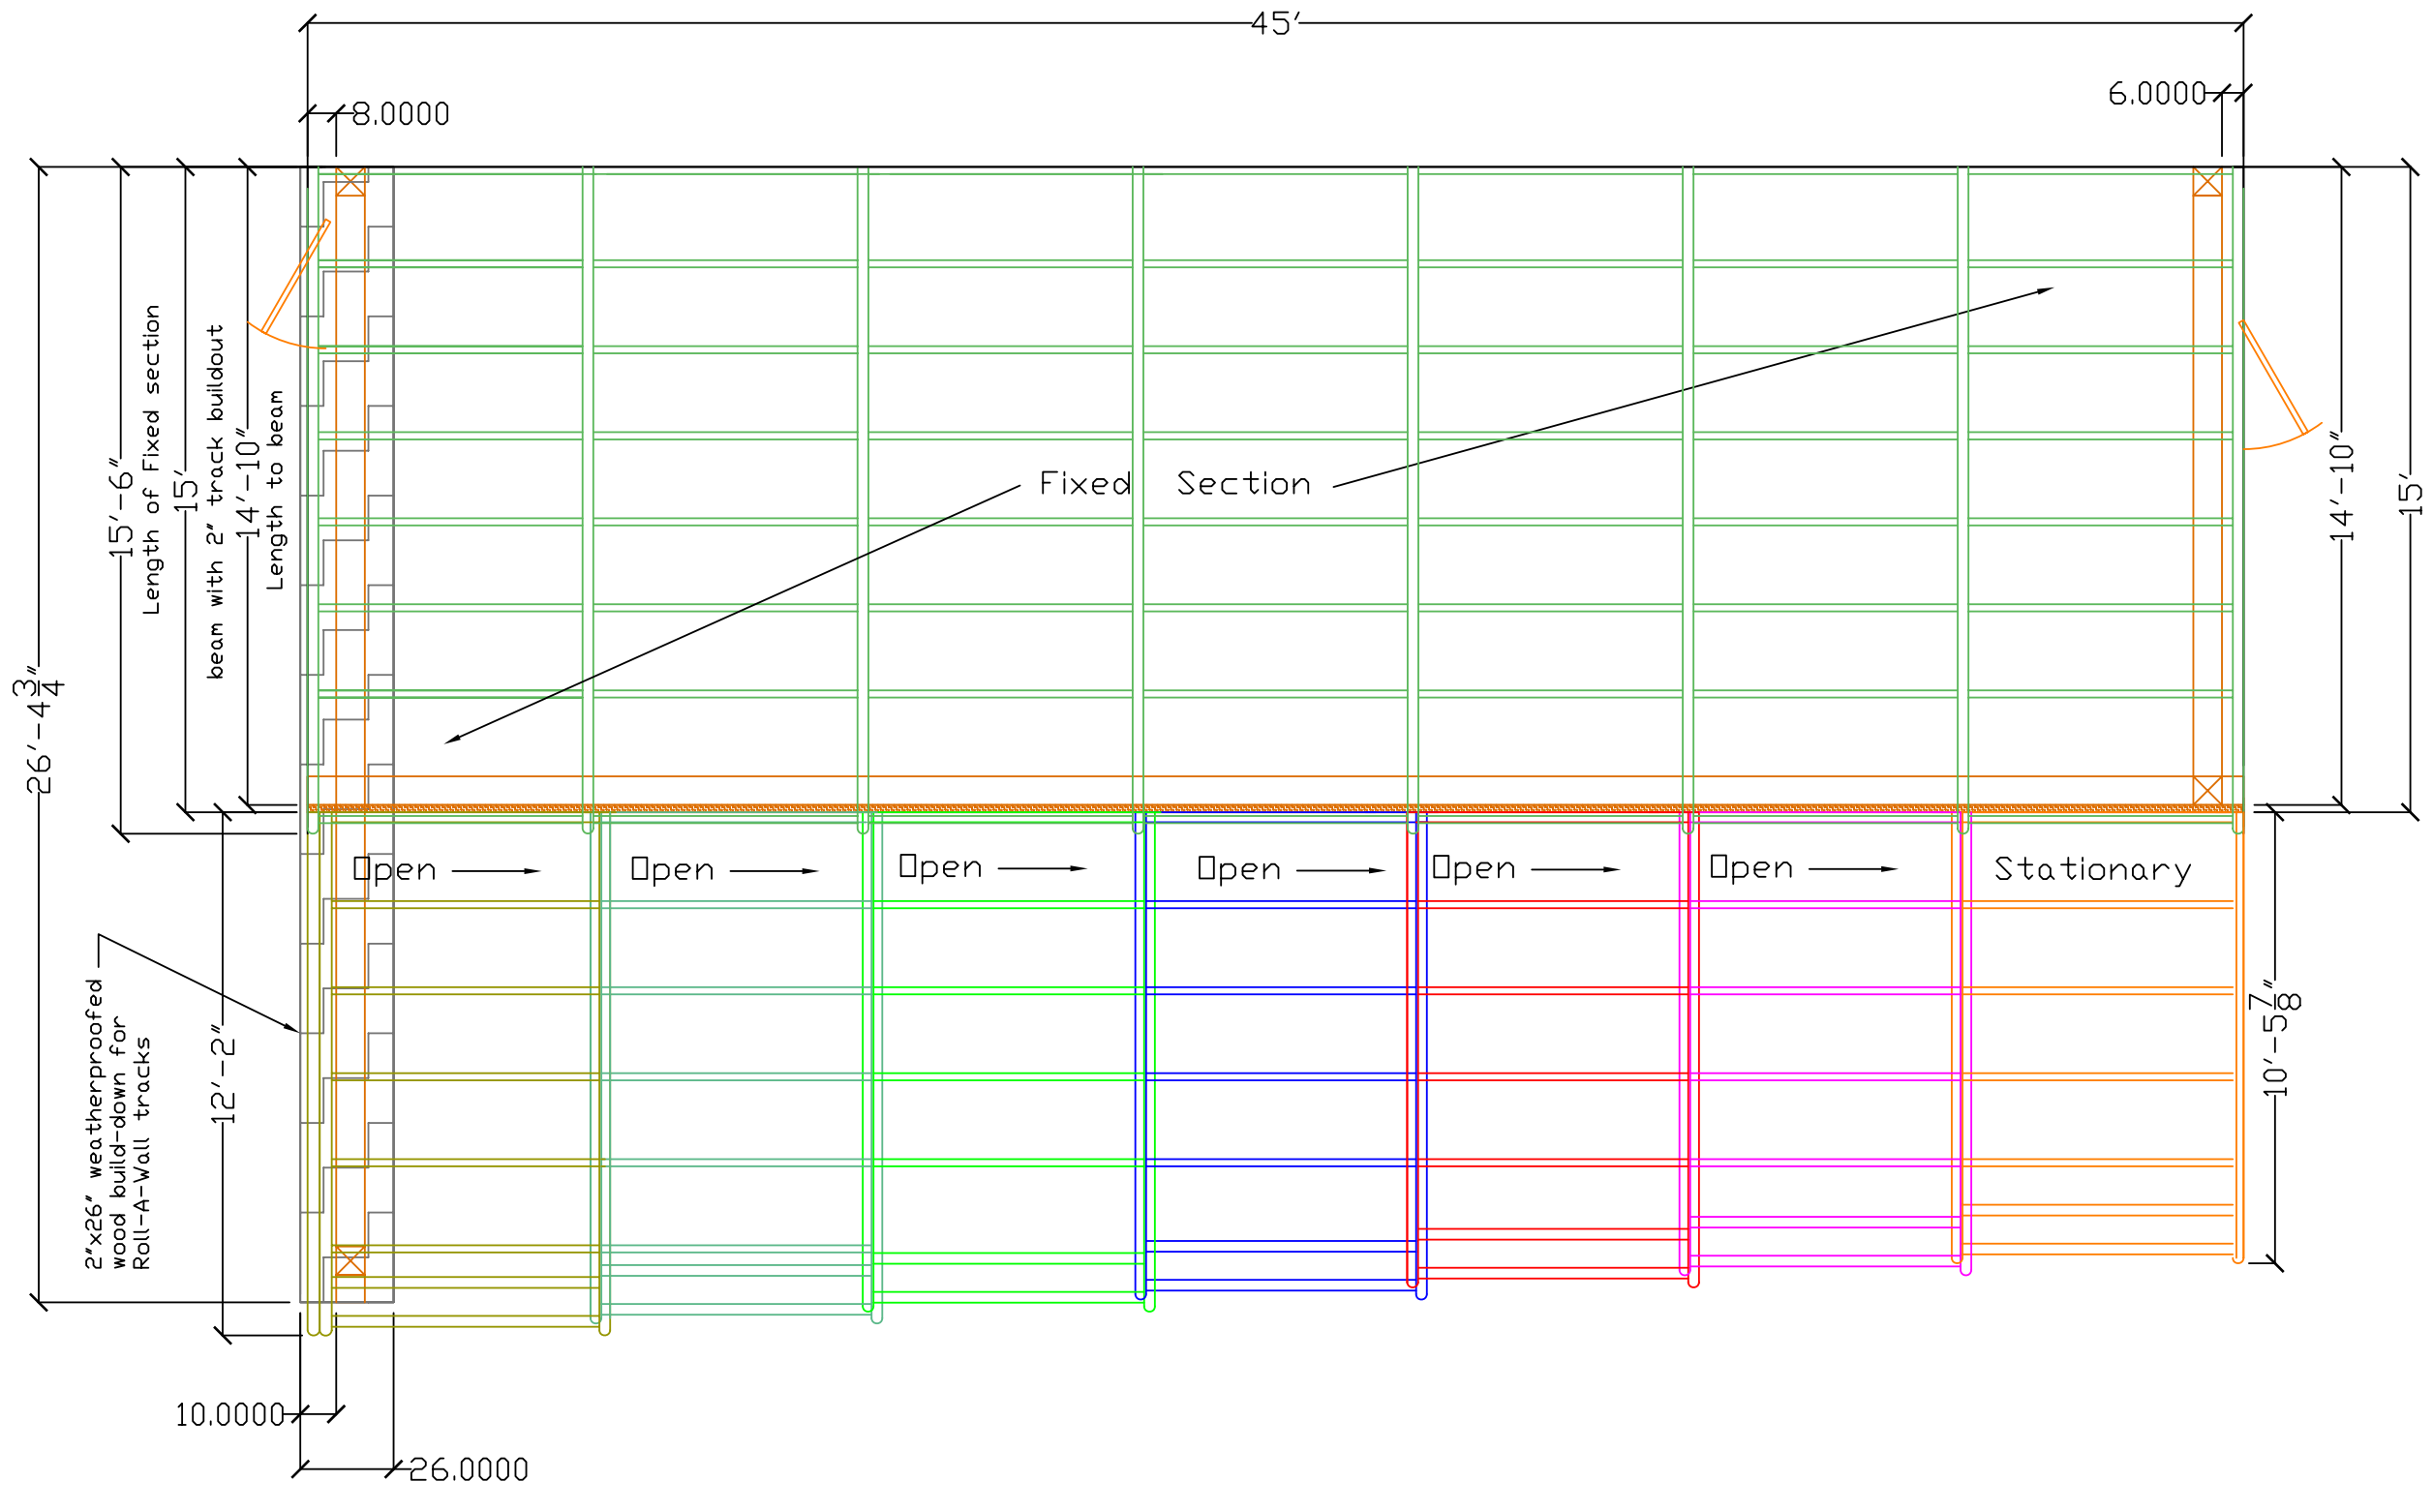 45'
8.0000
6.0000
15'-6"
Length of fixed section
15'
beam with 2" track buildout
14'-10"
Length to beam
26'-4 3/4"
Fixed Section
14'-10"
15'
Open
Open
Open
Open
Open
Open
Stationary
2"x26" weatherproofed
wood build-down for
Roll-A-Wall tracks
12'-2"
10'-5 7/8"
10.0000
26.0000